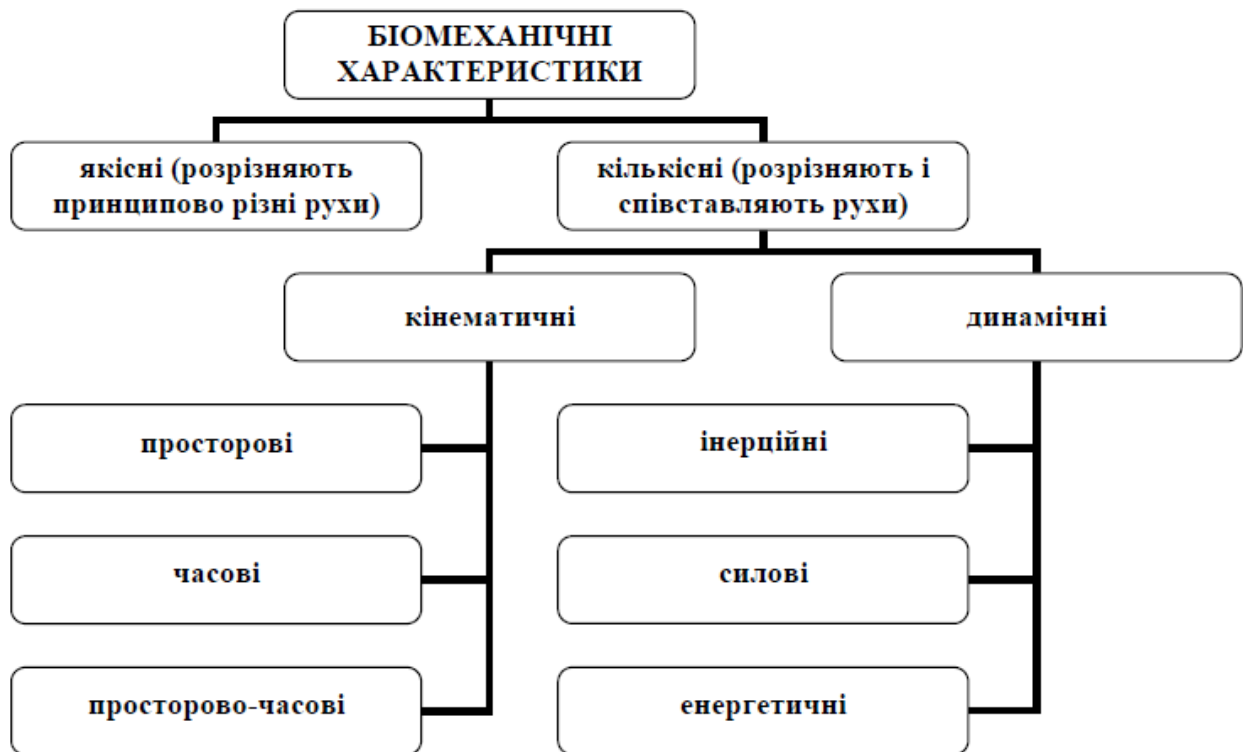 БІОМЕХАНІЧНІ
ХАРАКТЕРИСТИКИ
якісні (розрізняють
принципово різні рухи)
кількісні (розрізняють і
співставляють рухи)
кінематичні
динамічні
просторові
інерційні
часові
силові
просторово-часові
енергетичні